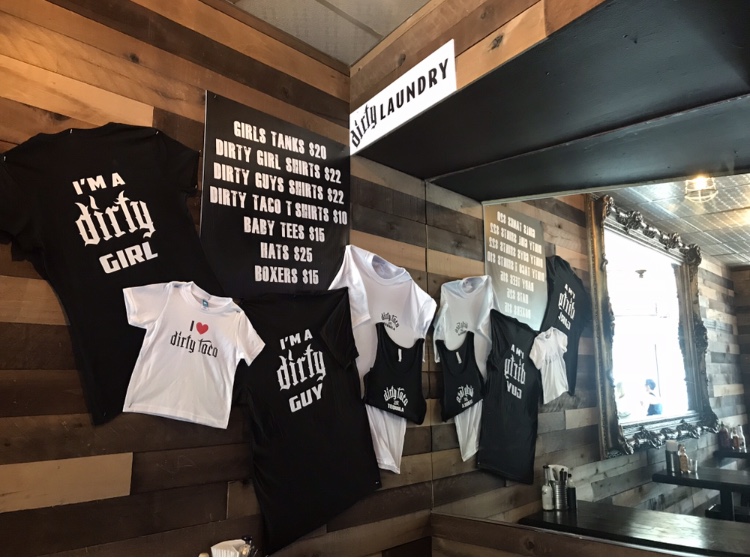 dirty LAUNDRY
GIRLS TANKS $20
DIRTY GIRL SHIRTS $22
DIRTY GUYS SHIRTS $22
DIRTY TACO T SHIRTS $10
BABY TEES $15
HATS $25
BOXERS $15
I'M A
dirty
GIRL
I ❤
dirty taco
I'M A
dirty
GUY
dirty taco
dirty taco
TEQUILA